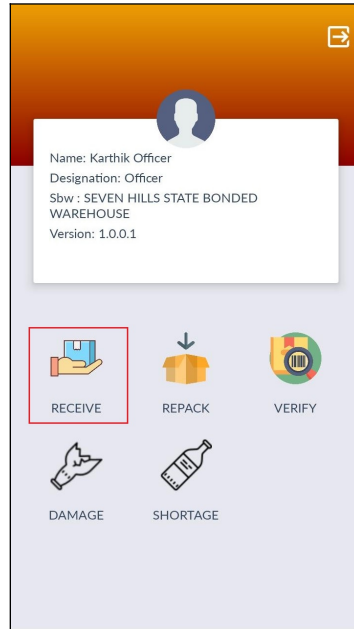 Name: Karthik Officer
Designation: Officer
Sbw : SEVEN HILLS STATE BONDED
WAREHOUSE
Version: 1.0.0.1
RECEIVE
REPACK
VERIFY
DAMAGE
SHORTAGE